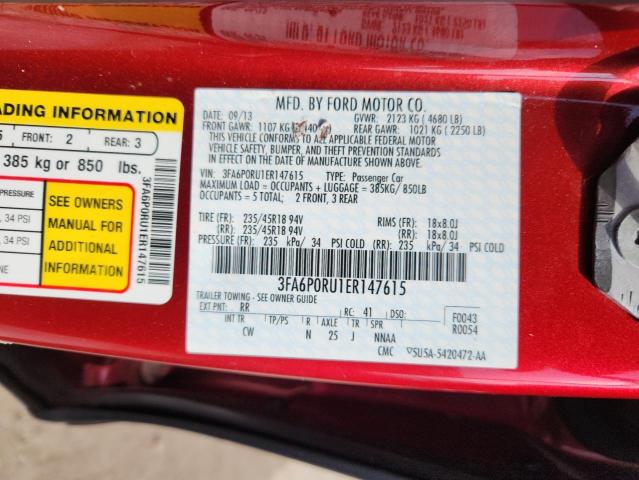 MFD. BY FORD MOTOR CO.
DATE: 09/13 GVWR: 2123 KG ( 4680 LB)
FRONT GAWR: 1107 KG REAR GAWR: 1021 KG ( 2250 LB)
THIS VEHICLE CONFORMS TO ALL APPLICABLE FEDERAL MOTOR
VEHICLE SAFETY, BUMPER, AND THEFT PREVENTION STANDARDS
IN EFFECT ON THE DATE OF MANUFACTURE SHOWN ABOVE.
VIN: 3FA6P0RU1ER147615 TYPE: Passenger Car
MAXIMUM LOAD = OCCUPANTS + LUGGAGE = 385KG/850LB
OCCUPANTS = 5 TOTAL; 2 FRONT, 3 REAR
TIRE (FR): 235/45R18 94V RIMS (FR): 18x8.0J
(RR): 235/45R18 94V (RR): 18x8.0J
PRESSURE (FR): 235 kPa/ 34 PSI COLD (RR): 235 kPa/ 34 PSI COLD
3FA6P0RU1ER147615
TRAILER TOWING - SEE OWNER GUIDE
EXT PNT: RR RC: 41 DSO: F0043
R0054
INT TR TP/PS R AXLE TR SPR
CW N 25 J NNAA
CMC 5U5A-5420472-AA
ADING INFORMATION
FRONT: 2 REAR: 3
385 kg or 850 lbs.
SEE OWNERS
MANUAL FOR
ADDITIONAL
INFORMATION
, 34 PSI
, 34 PSI
3FA6P0RU1ER147615